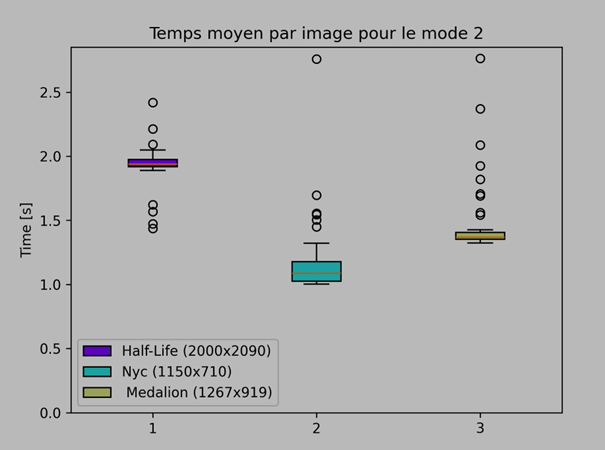 Temps moyen par image pour le mode 2
Time [s]
2.5
2.0
1.5
1.0
0.5
0.0
Half-Life (2000x2090)
Nyc (1150x710)
Medalion (1267x919)
1 2 3